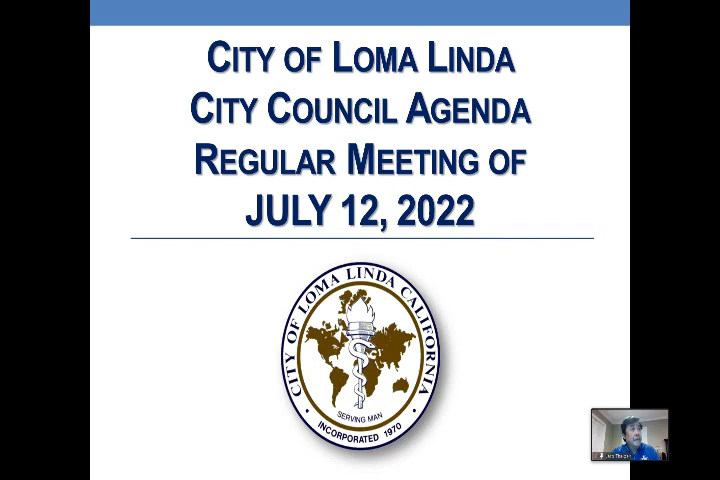 CITY OF LOMA LINDA
CITY COUNCIL AGENDA
REGULAR MEETING OF
JULY 12, 2022
CITY OF LOMA LINDA CALIFORNIA
SERVING MAN
INCORPORATED 1970